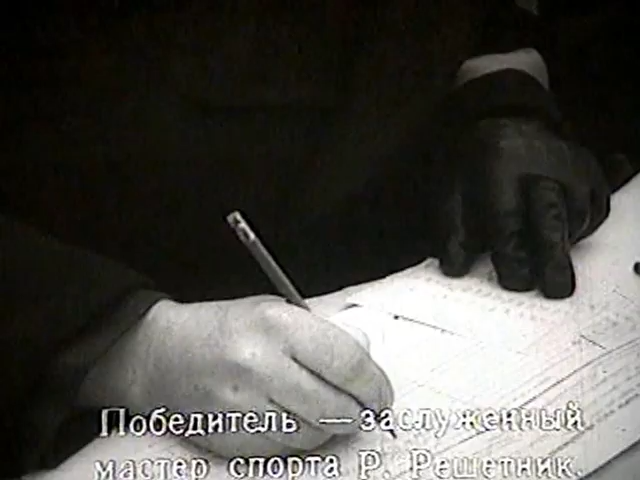 Победитель — заслуженный
мастер спорта Р. Решетник.